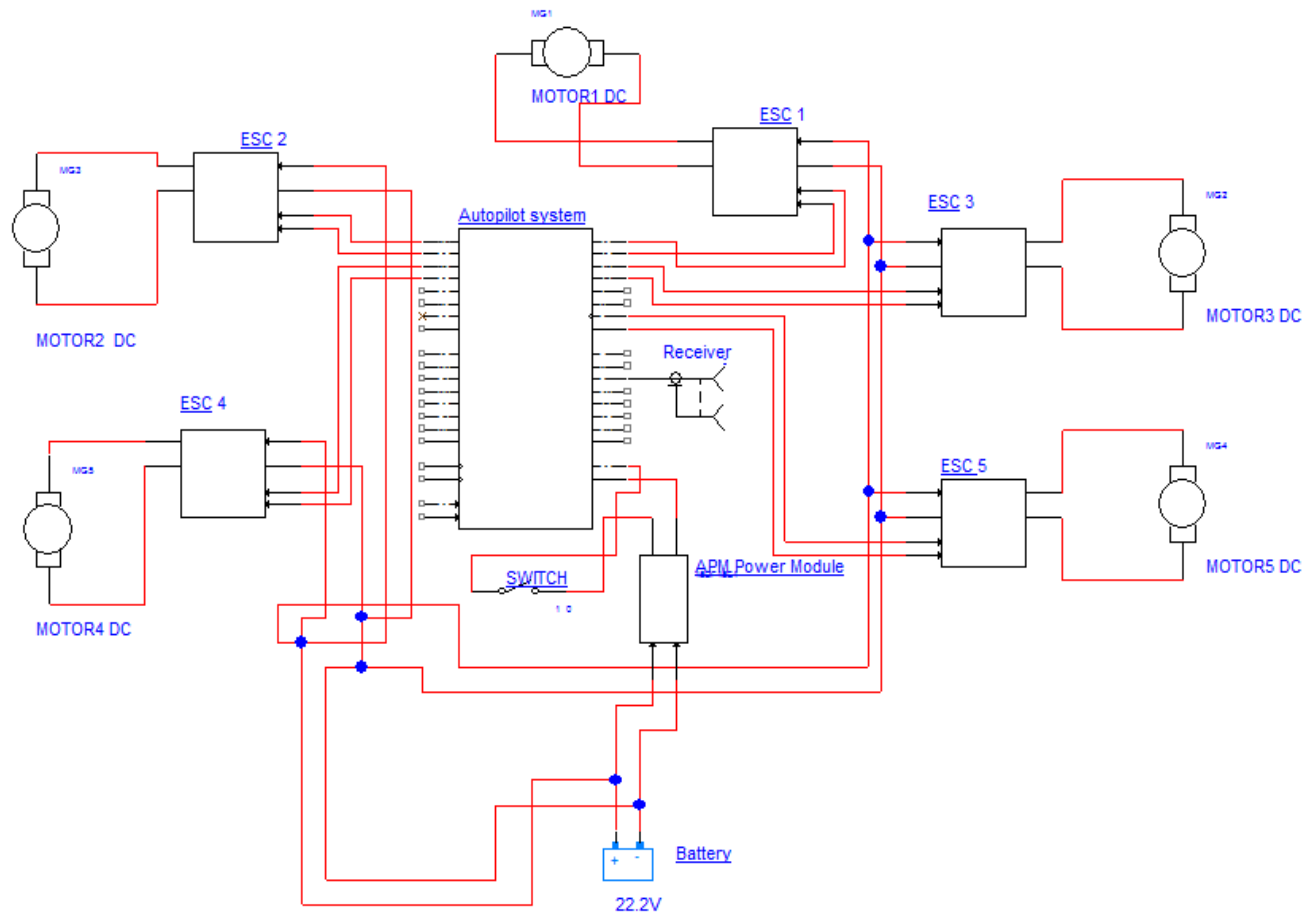 MG1
MOTOR1 DC
ESC 1
ESC 2
MG3
MG2
ESC 3
Autopilot system
MOTOR3 DC
MOTOR2 DC
Receiver
ESC 4
MG5
MG4
ESC 5
APM Power Module
MOTOR5 DC
SWITCH
1 0
MOTOR4 DC
+ -
Battery
22.2V